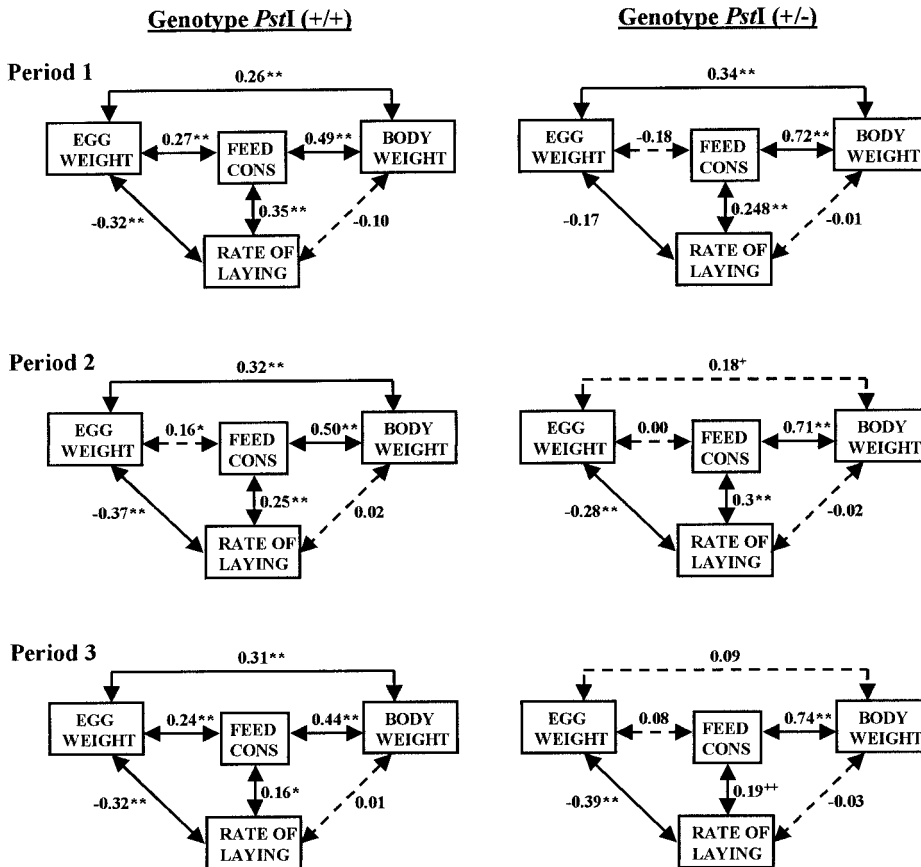 Genotype PstI (+/+)
Genotype PstI (+/-)
Period 1
0.26**
0.34**
EGG WEIGHT
0.27**
FEED CONS
0.49**
BODY WEIGHT
EGG WEIGHT
-0.18
FEED CONS
0.72**
BODY WEIGHT
-0.32**
0.35**
-0.10
-0.17
0.248**
-0.01
RATE OF LAYING
RATE OF LAYING
Period 2
0.32**
0.18+
EGG WEIGHT
0.16*
FEED CONS
0.50**
BODY WEIGHT
EGG WEIGHT
0.00
FEED CONS
0.71**
BODY WEIGHT
-0.37**
0.25**
0.02
-0.28**
0.3**
-0.02
RATE OF LAYING
RATE OF LAYING
Period 3
0.31**
0.09
EGG WEIGHT
0.24**
FEED CONS
0.44**
BODY WEIGHT
EGG WEIGHT
0.08
FEED CONS
0.74**
BODY WEIGHT
-0.32**
0.16*
0.01
-0.39**
0.19++
-0.03
RATE OF LAYING
RATE OF LAYING